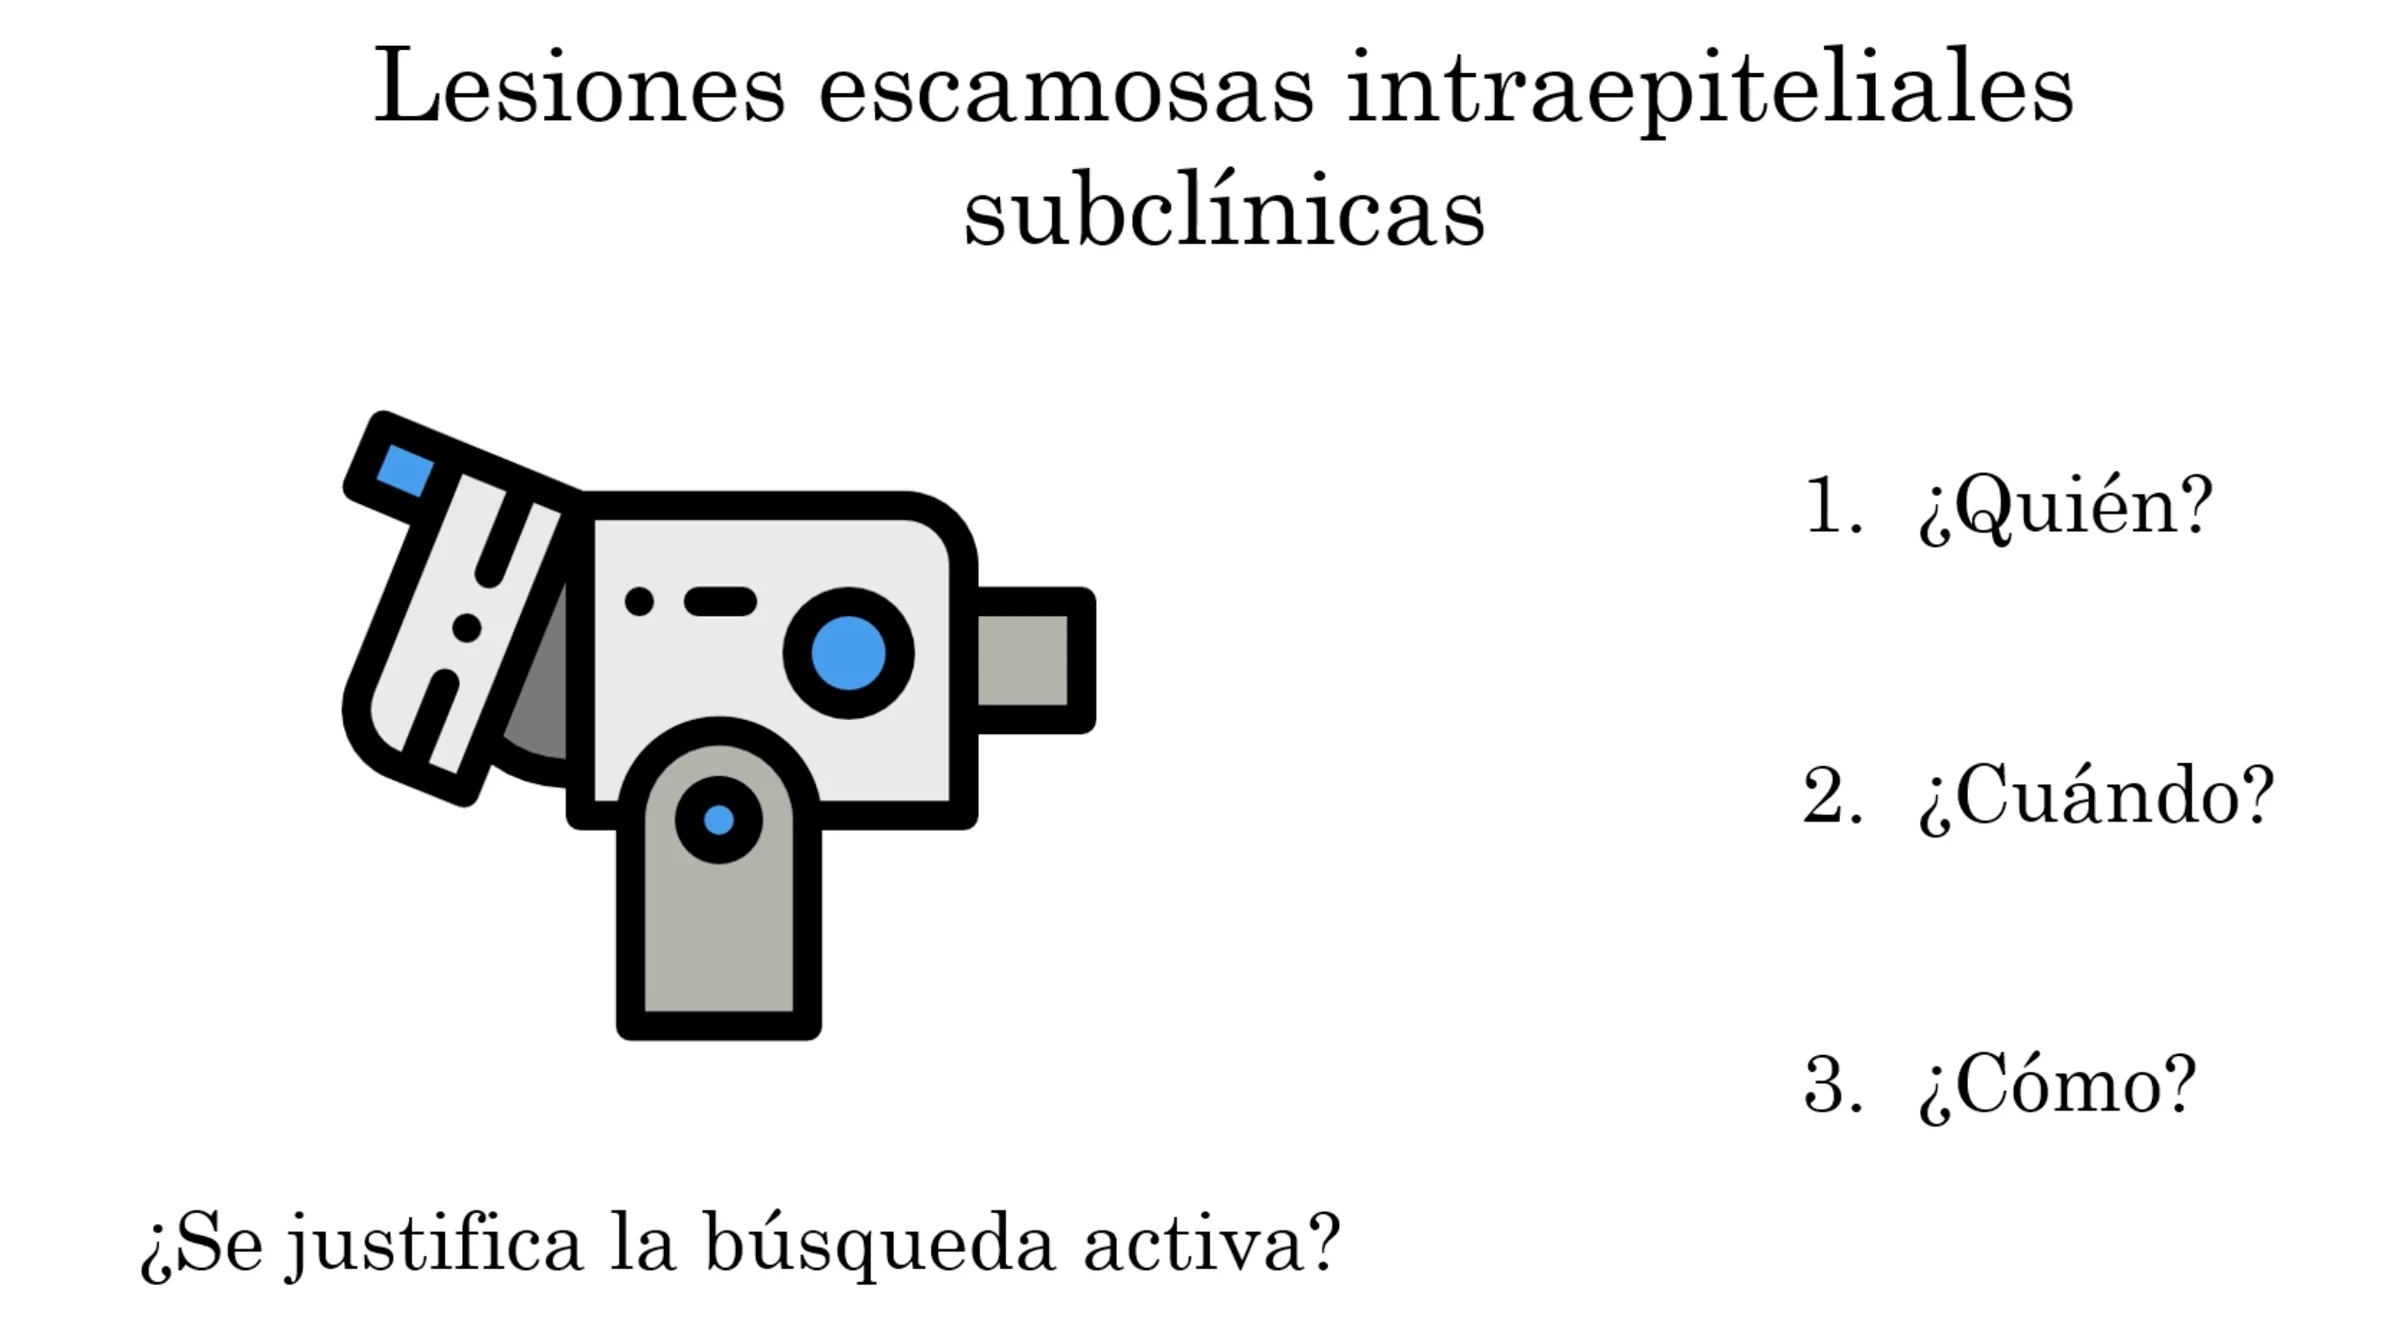 Lesiones escamosas intraepiteliales
subclínicas
1. ¿Quién?
2. ¿Cuándo?
3. ¿Cómo?
¿Se justifica la búsqueda activa?